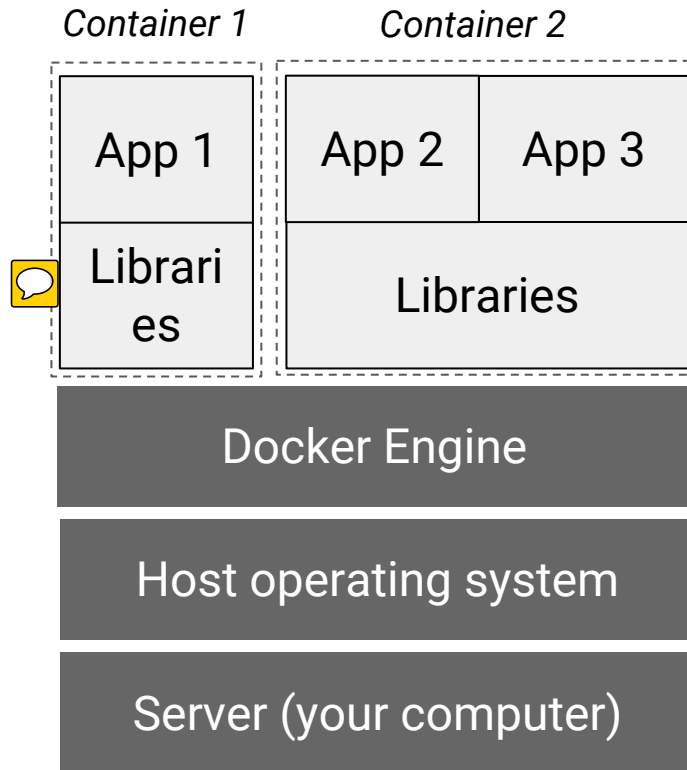 Container 1
Container 2
App 1
App 2
App 3
Librari
es
Libraries
Docker Engine
Host operating system
Server (your computer)